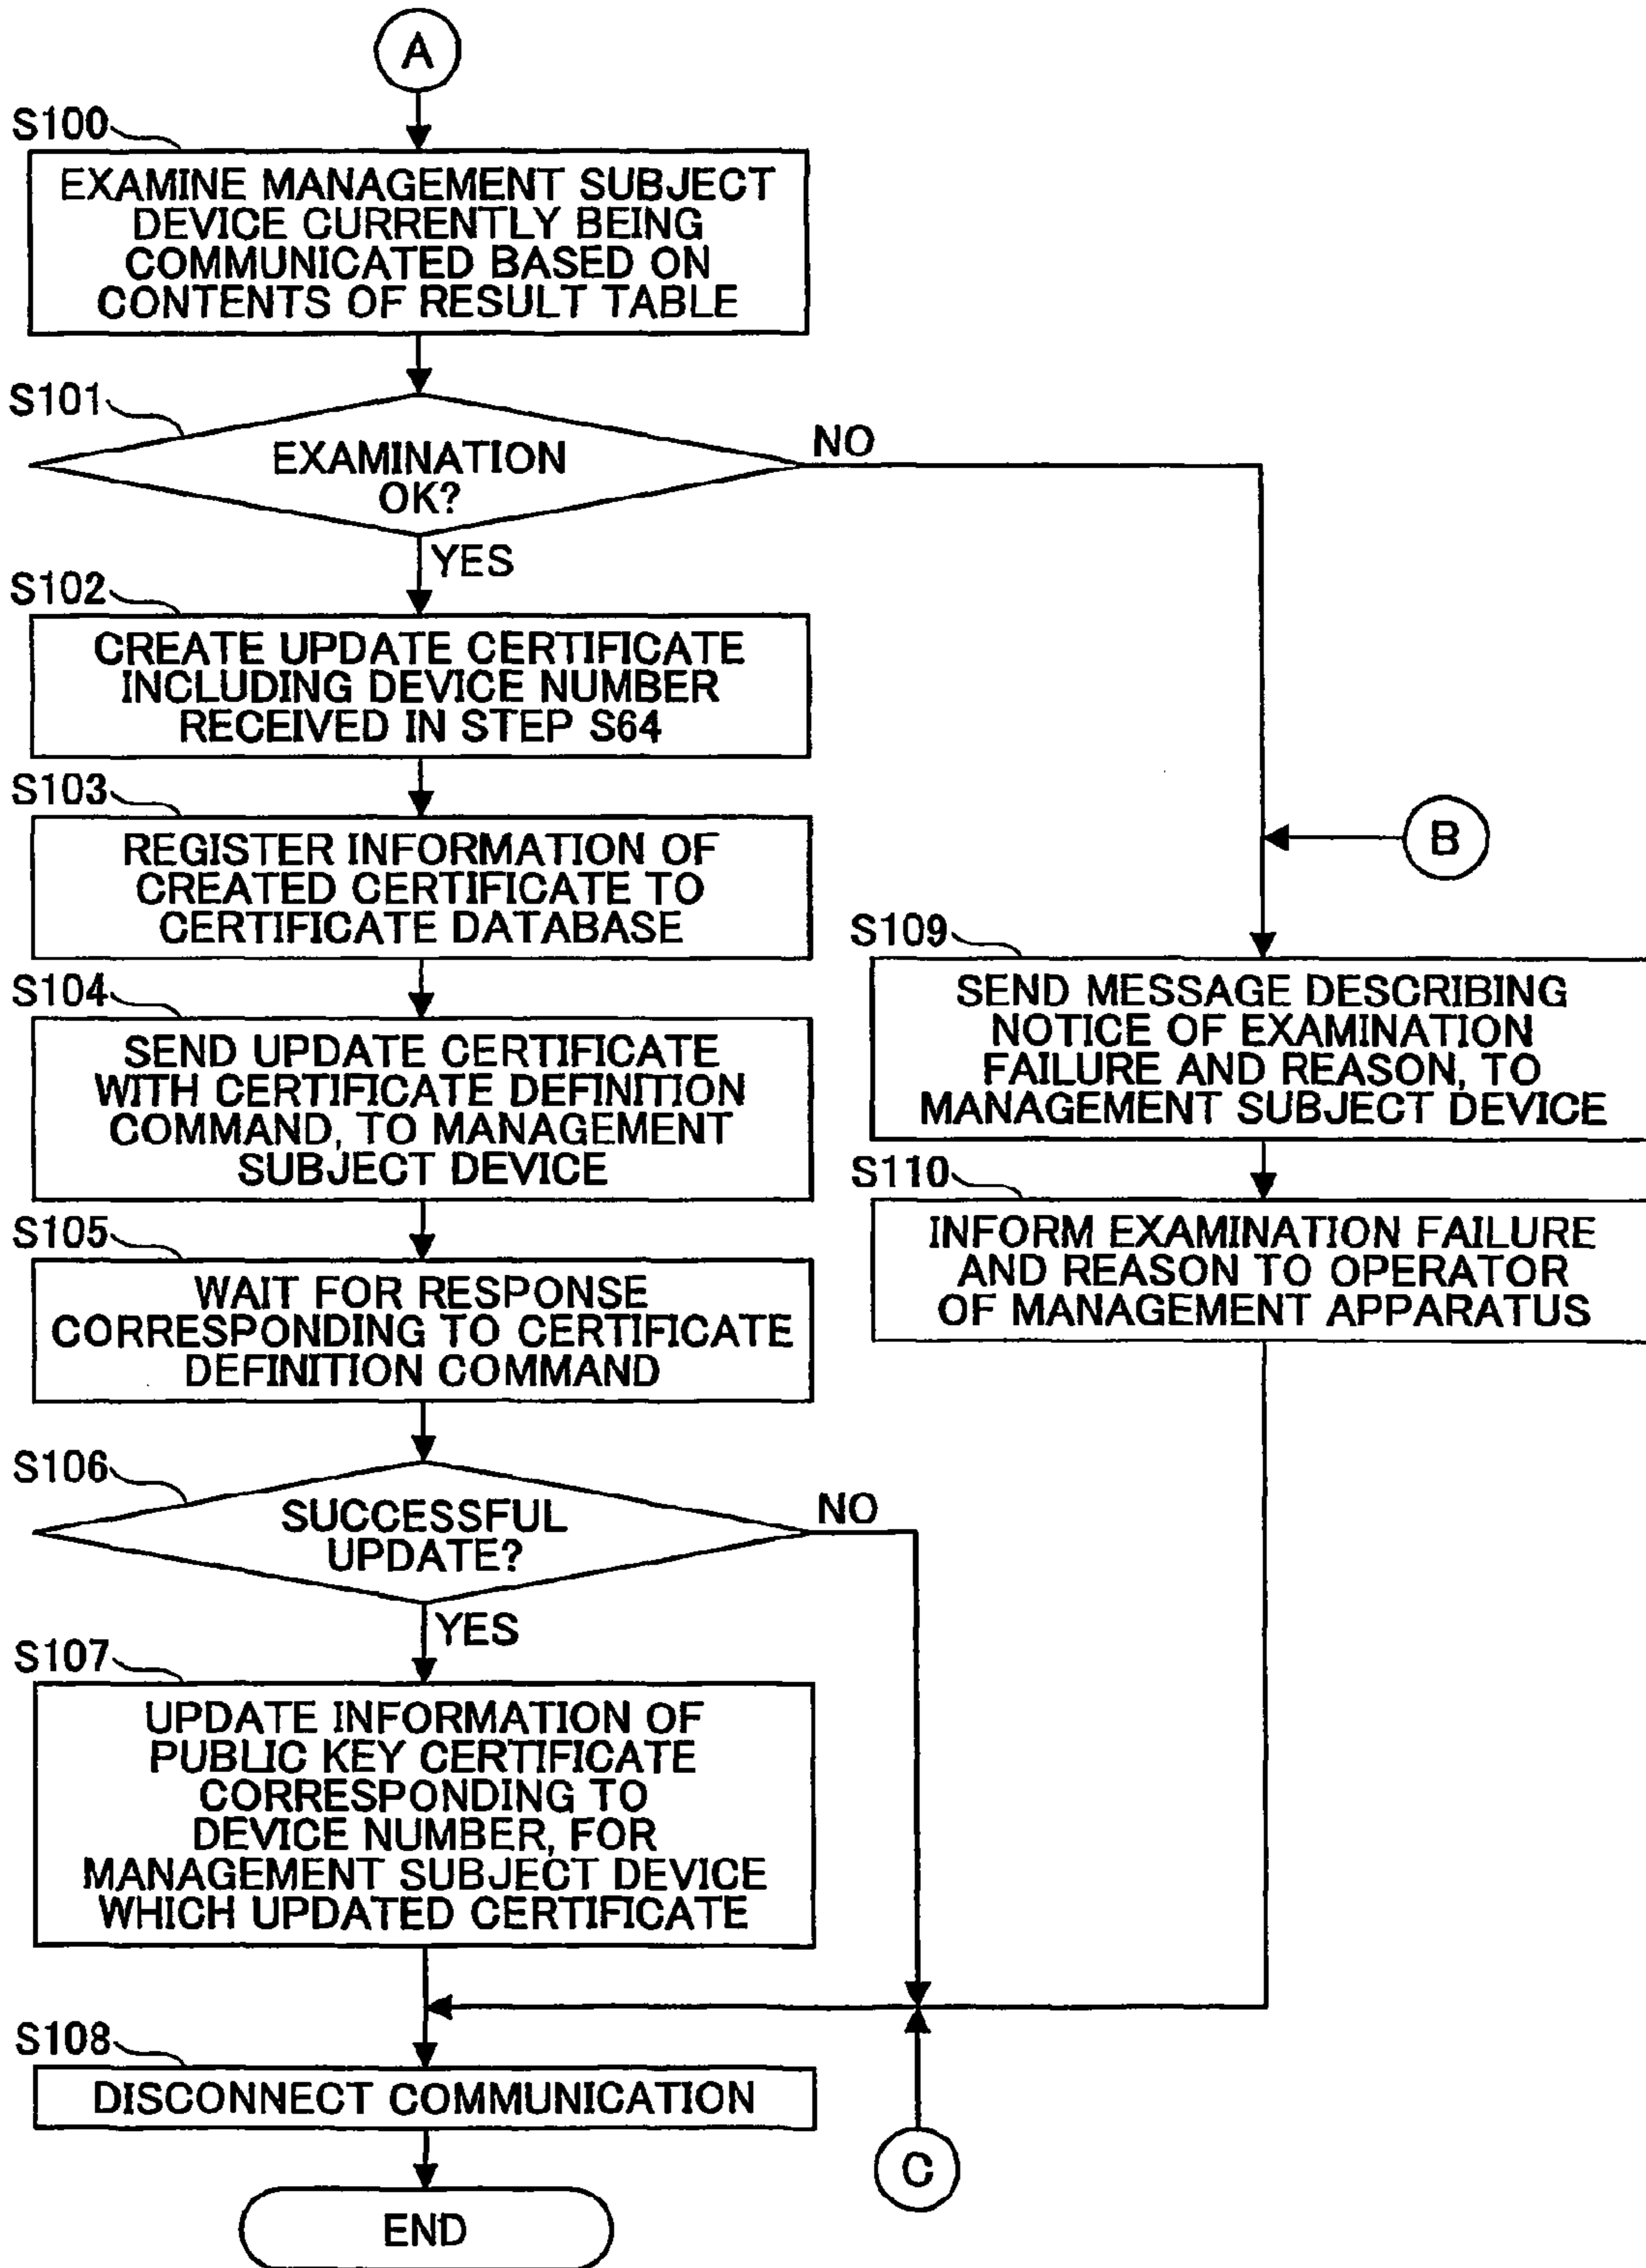 A
S100
EXAMINE MANAGEMENT SUBJECT
DEVICE CURRENTLY BEING
COMMUNICATED BASED ON
CONTENTS OF RESULT TABLE
S101
EXAMINATION
OK?
NO
YES
S102
CREATE UPDATE CERTIFICATE
INCLUDING DEVICE NUMBER
RECEIVED IN STEP S64
S103
REGISTER INFORMATION OF
CREATED CERTIFICATE TO
CERTIFICATE DATABASE
B
S104
SEND UPDATE CERTIFICATE
WITH CERTIFICATE DEFINITION
COMMAND, TO MANAGEMENT
SUBJECT DEVICE
S109
SEND MESSAGE DESCRIBING
NOTICE OF EXAMINATION
FAILURE AND REASON, TO
MANAGEMENT SUBJECT DEVICE
S105
WAIT FOR RESPONSE
CORRESPONDING TO CERTIFICATE
DEFINITION COMMAND
S110
INFORM EXAMINATION FAILURE
AND REASON TO OPERATOR
OF MANAGEMENT APPARATUS
S106
SUCCESSFUL
UPDATE?
NO
YES
S107
UPDATE INFORMATION OF
PUBLIC KEY CERTIFICATE
CORRESPONDING TO
DEVICE NUMBER, FOR
MANAGEMENT SUBJECT DEVICE
WHICH UPDATED CERTIFICATE
S108
DISCONNECT COMMUNICATION
C
END